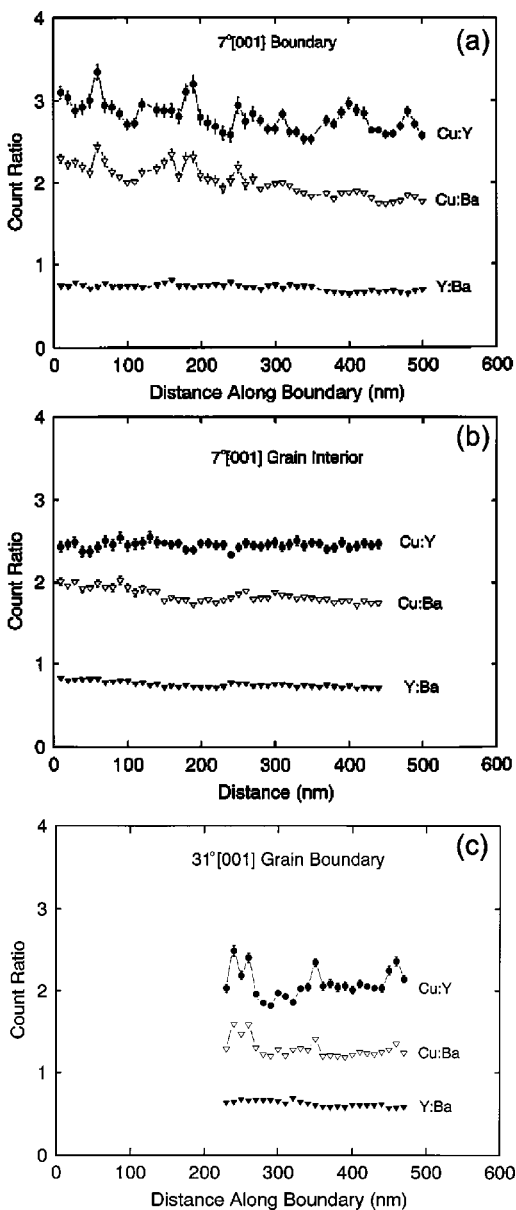 (a)
7°[001] Boundary
4
3
2
1
0
Count Ratio
Cu:Y
Cu:Ba
Y:Ba
0 100 200 300 400 500 600
Distance Along Boundary (nm)
(b)
7°[001] Grain Interior
4
3
2
1
0
Count Ratio
Cu:Y
Cu:Ba
Y:Ba
0 100 200 300 400 500 600
Distance (nm)
(c)
31°[001] Grain Boundary
4
3
2
1
0
Count Ratio
Cu:Y
Cu:Ba
Y:Ba
0 100 200 300 400 500 600
Distance Along Boundary (nm)